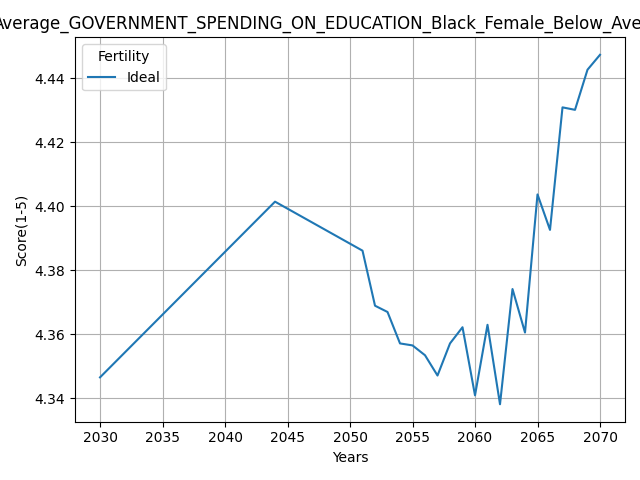 Average_GOVERNMENT_SPENDING_ON_EDUCATION_Black_Female_Below_Ave
Fertility
Ideal
4.44
4.42
4.40
4.38
4.36
4.34
Score(1-5)
2030 2035 2040 2045 2050 2055 2060 2065 2070
Years